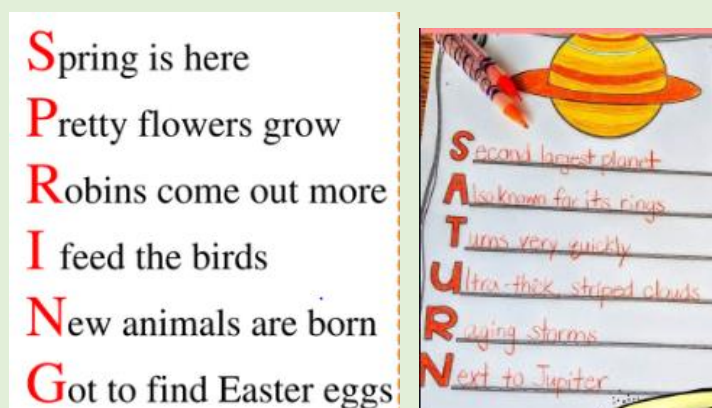 Spring is here
Pretty flowers grow
Robins come out more
I feed the birds
New animals are born
Got to find Easter eggs
Second largest planet
Also known for its rings
Turns very quickly
Ultra-thick, striped clouds
Raging storms
Next to Jupiter